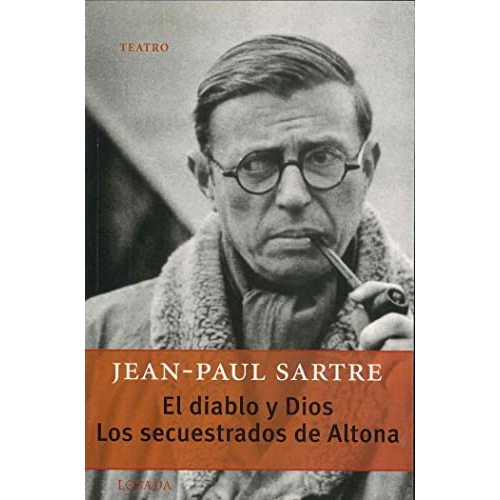 TEATRO
JEAN-PAUL SARTRE
El diablo y Dios
Los secuestrados de Altona
LOSADA